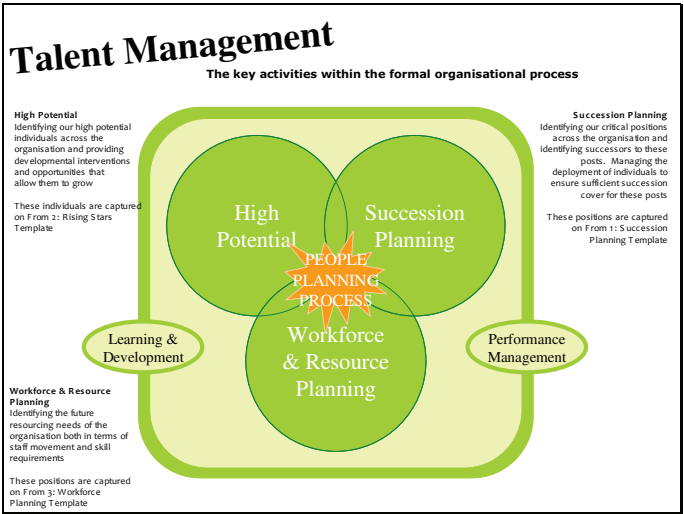 Talent Management
The key activities within the formal organisational process
High Potential
Identifying our high potential
individuals across the
organisation and providing
developmental interventions
and opportunities that
allow them to grow
These individuals are captured
on From 2: Rising Stars
Template
Succession Planning
Identifying our critical positions
across the organisation and
identifying successors to these
posts. Managing the
deployment of individuals to
ensure sufficient succession
cover for these posts
These positions are captured
on From 1: Succession
Planning Template
High
Potential
Succession
Planning
PEOPLE
PLANNING
PROCESS
Workforce
& Resource
Planning
Learning &
Development
Performance
Management
Workforce & Resource
Planning
Identifying the future
resourcing needs of the
organisation both in terms of
staff movement and skill
requirements
These positions are captured
on From 3: Workforce
Planning Template